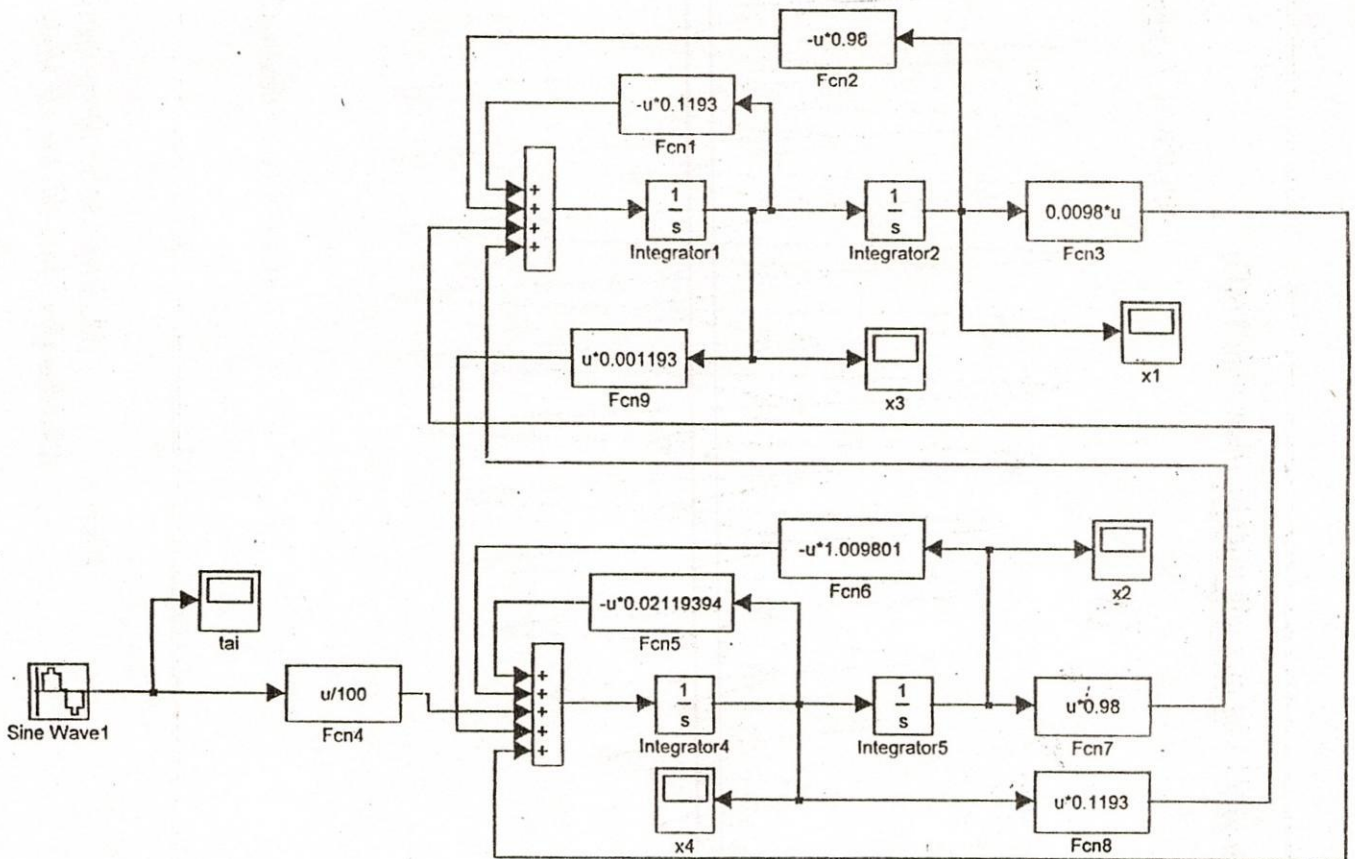 -u*0.98
Fcn2
-u*0.1193
Fcn1
+
+
+
+
1
s
Integrator1
1
s
Integrator2
0.0098*u
Fcn3
x1
u*0.001193
Fcn9
x3
-u*1.009801
Fcn6
x2
-u*0.02119394
Fcn5
tai
Sine Wave1
u/100
Fcn4
+
+
+
+
+
1
s
Integrator4
1
s
Integrator5
u*0.98
Fcn7
x4
u*0.1193
Fcn8